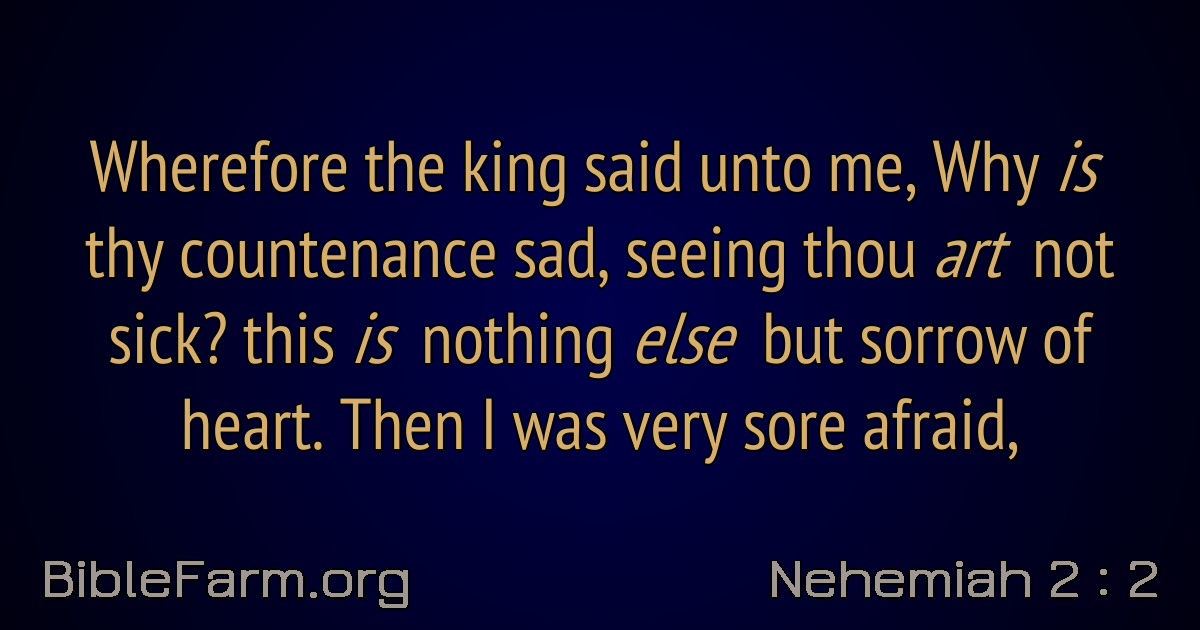 Wherefore the king said unto me, Why is
thy countenance sad, seeing thou art not
sick? this is nothing else but sorrow of
heart. Then I was very sore afraid,
BibleFarm.org
Nehemiah 2 : 2